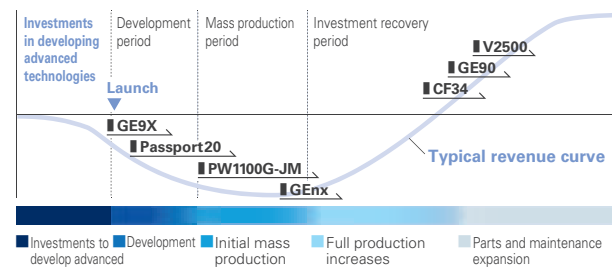 Investments
in developing
advanced
technologies
Development
period
Mass production
period
Investment recovery
period
Launch
V2500
GE90
CF34
GE9X
Passport20
PW1100G-JM
GEnx
Typical revenue curve
Investments to
develop advanced
Development
Initial mass
production
Full production
increases
Parts and maintenance
expansion